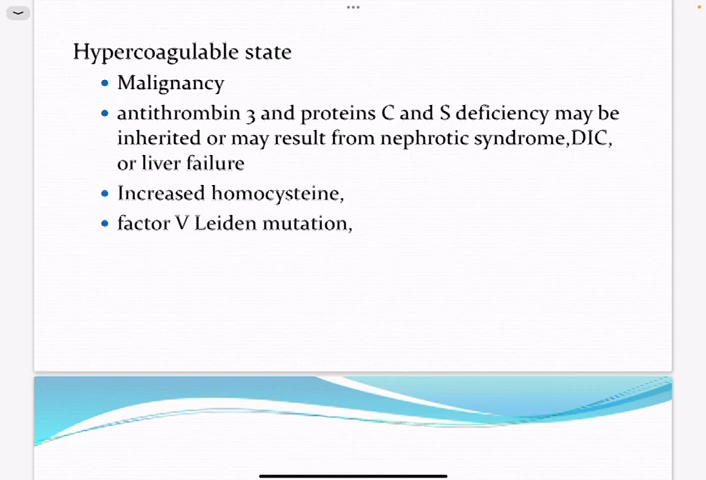 Hypercoagulable state
• Malignancy
• antithrombin 3 and proteins C and S deficiency may be
inherited or may result from nephrotic syndrome,DIC,
or liver failure
• Increased homocysteine,
• factor V Leiden mutation,